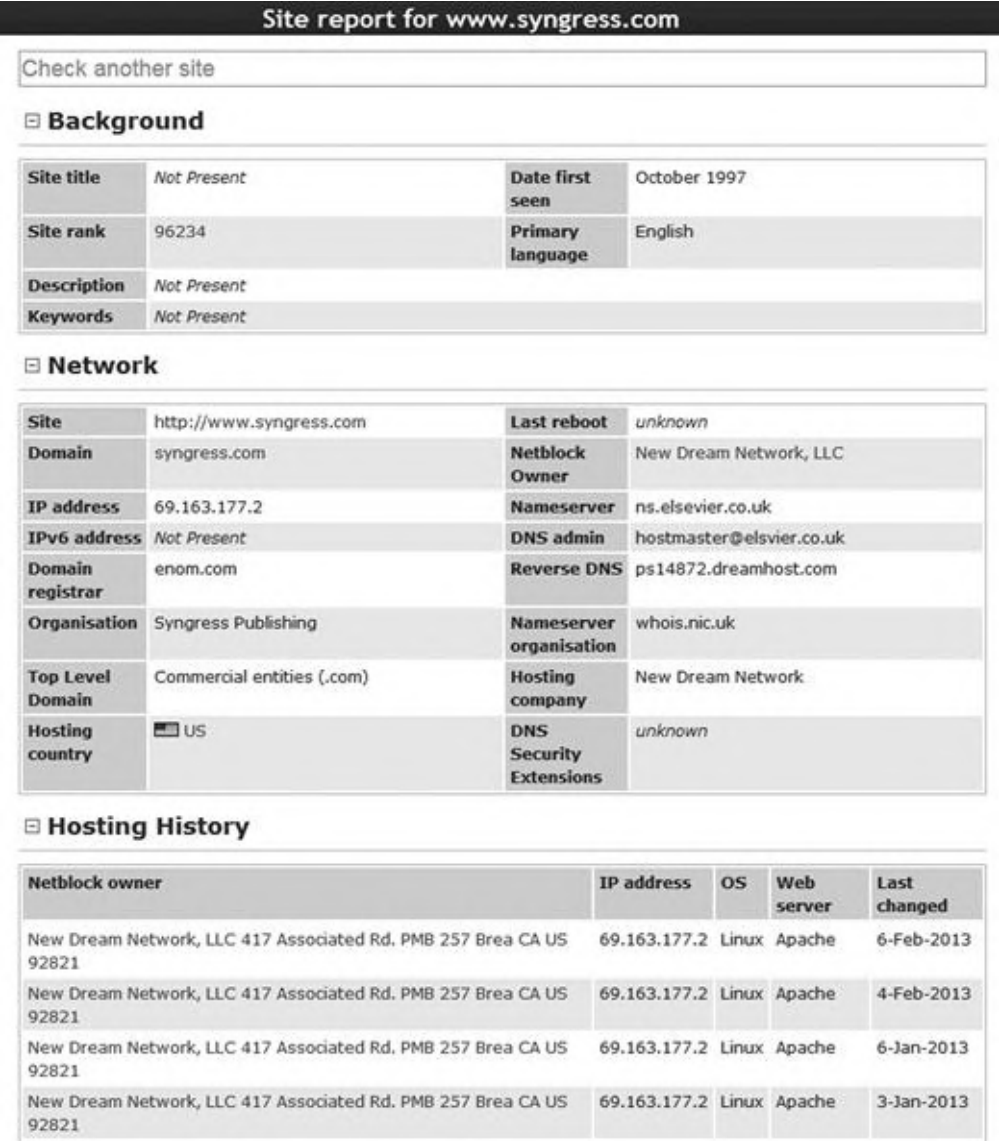 Site report for www.syngress.com
Check another site
Background
Site title Not Present Date first seen October 1997
Site rank 96234 Primary language English
Description Not Present
Keywords Not Present
Network
Site http://www.syngress.com Last reboot unknown
Domain syngress.com Netblock Owner New Dream Network, LLC
IP address 69.163.177.2 Nameserver ns.elsevier.co.uk
IPv6 address Not Present DNS admin hostmaster@elsvier.co.uk
Domain registrar enom.com Reverse DNS ps14872.dreamhost.com
Organisation Syngress Publishing Nameserver organisation whois.nic.uk
Top Level Domain Commercial entities (.com) Hosting company New Dream Network
Hosting country US DNS Security Extensions unknown
Hosting History
Netblock owner IP address OS Web server Last changed
New Dream Network, LLC 417 Associated Rd. PMB 257 Brea CA US 92821 69.163.177.2 Linux Apache 6-Feb-2013
New Dream Network, LLC 417 Associated Rd. PMB 257 Brea CA US 92821 69.163.177.2 Linux Apache 4-Feb-2013
New Dream Network, LLC 417 Associated Rd. PMB 257 Brea CA US 92821 69.163.177.2 Linux Apache 6-Jan-2013
New Dream Network, LLC 417 Associated Rd. PMB 257 Brea CA US 92821 69.163.177.2 Linux Apache 3-Jan-2013